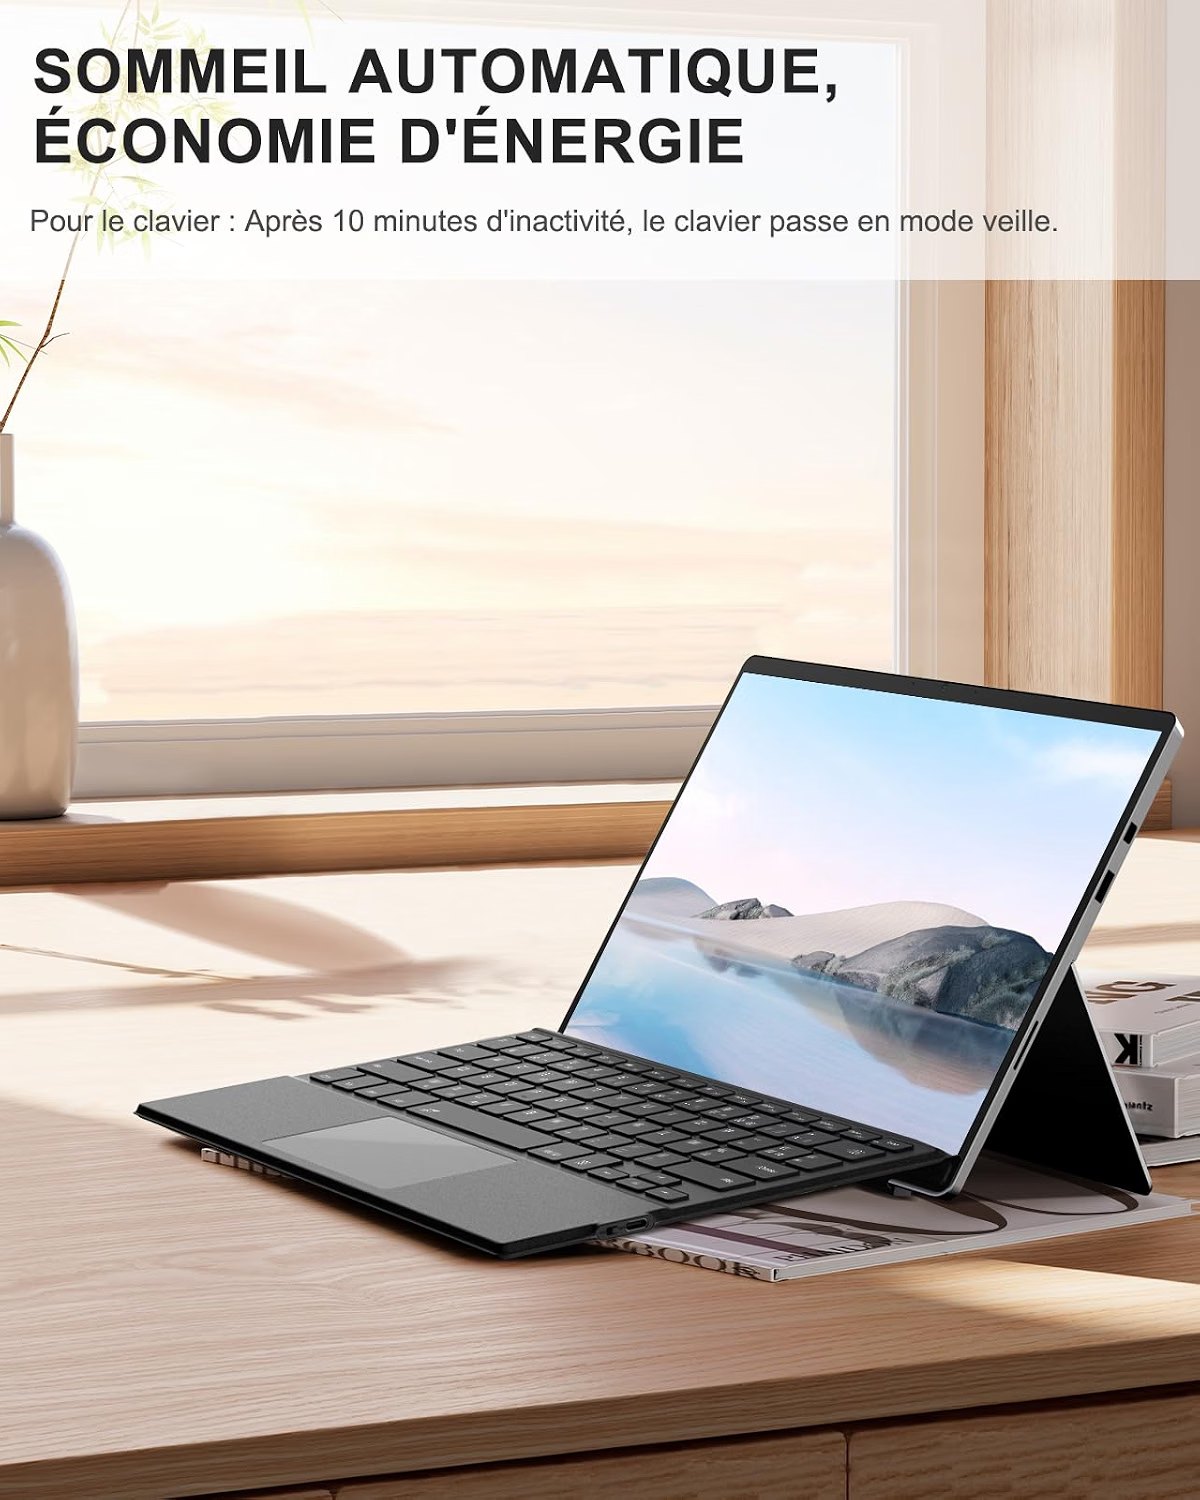 SOMMEIL AUTOMATIQUE,
ÉCONOMIE D'ÉNERGIE
Pour le clavier : Après 10 minutes d'inactivité, le clavier passe en mode veille.